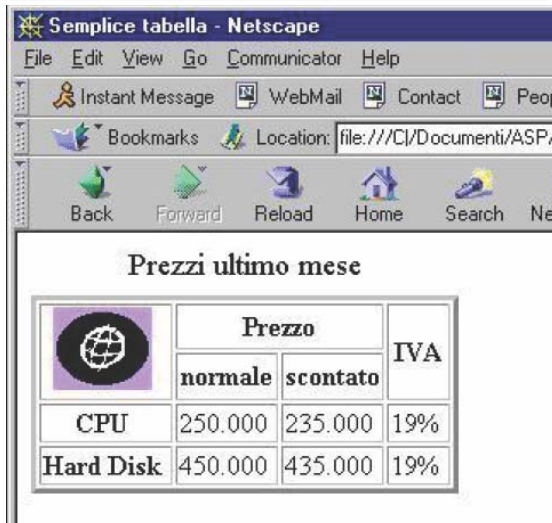 Semplice tabella - Netscape
File Edit View Go Communicator Help
Instant Message WebMail Contact
Bookmarks Location: file:///C|/Documenti/ASP/
Back Forward Reload Home Search
Prezzi ultimo mese
Prezzo IVA
normale scontato
CPU 250.000 235.000 19%
Hard Disk 450.000 435.000 19%